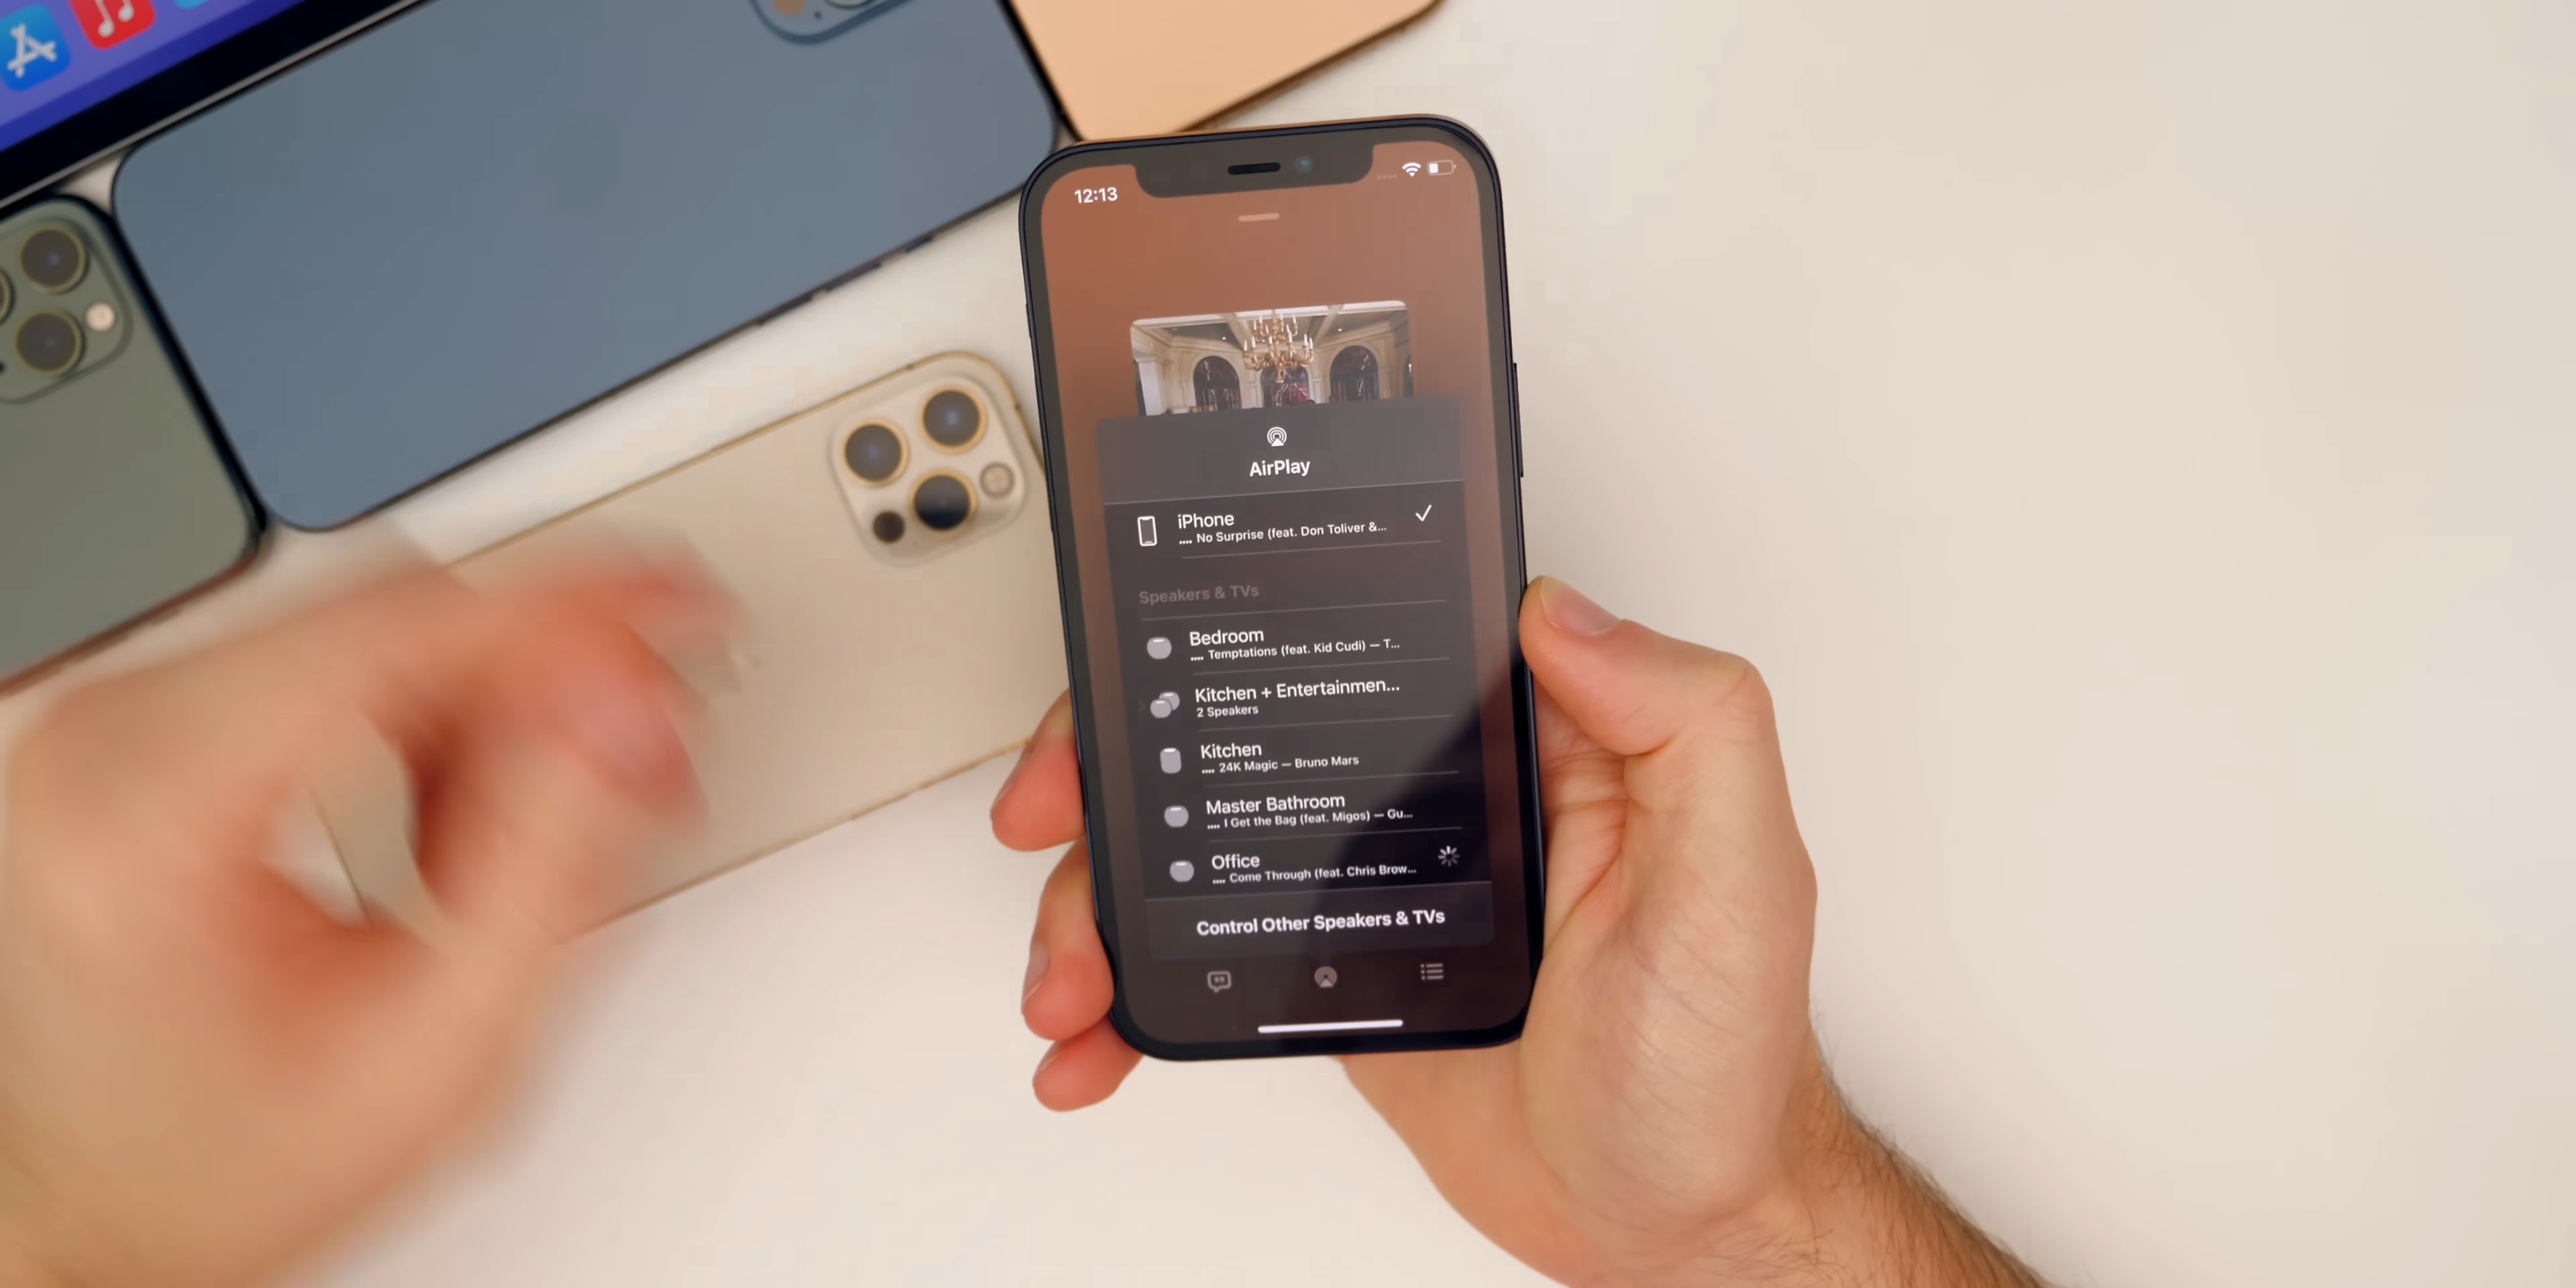 12:13
AirPlay
iPhone
No Surprise (feat. Don Toliver &...
Speakers & TVs
Bedroom
Temptations (feat. Kid Cudi) — T...
Kitchen + Entertainmen...
2 Speakers
Kitchen
24K Magic — Bruno Mars
Master Bathroom
I Get the Bag (feat. Migos) — Gu...
Office
Come Through (feat. Chris Brow...
Control Other Speakers & TVs